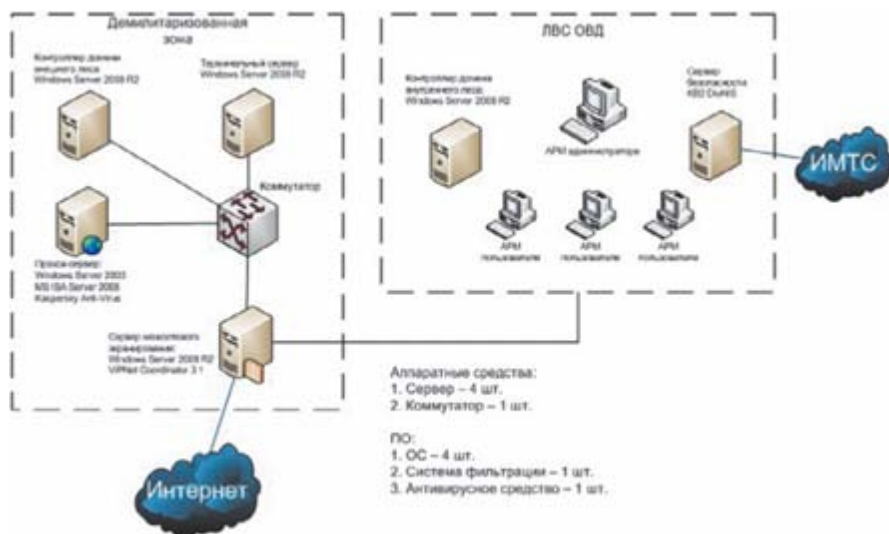 Демилитаризованная
зона
Контроллер домена
внешнего леса:
Windows Server 2008 R2
Терминальный сервер
Windows Server 2008 R2
Коммутатор
Прокси-сервер:
Windows Server 2003
MS ISA Server 2006
Kaspersky Anti-Virus
Сервер межсетевого
экранирования:
Windows Server 2008 R2
ViPNet Coordinator 3.1
Интернет
ЛВС ОВД
Контроллер домена
внутреннего леса:
Windows Server 2008 R2
АРМ администратора
Сервер
безопасности
АРМ
пользователя
АРМ
пользователя
АРМ
пользователя
ИМТС
Аппаратные средства:
1. Сервер – 4 шт.
2. Коммутатор – 1 шт.
ПО:
1. ОС – 4 шт.
2. Система фильтрации – 1 шт.
3. Антивирусное средство – 1 шт.